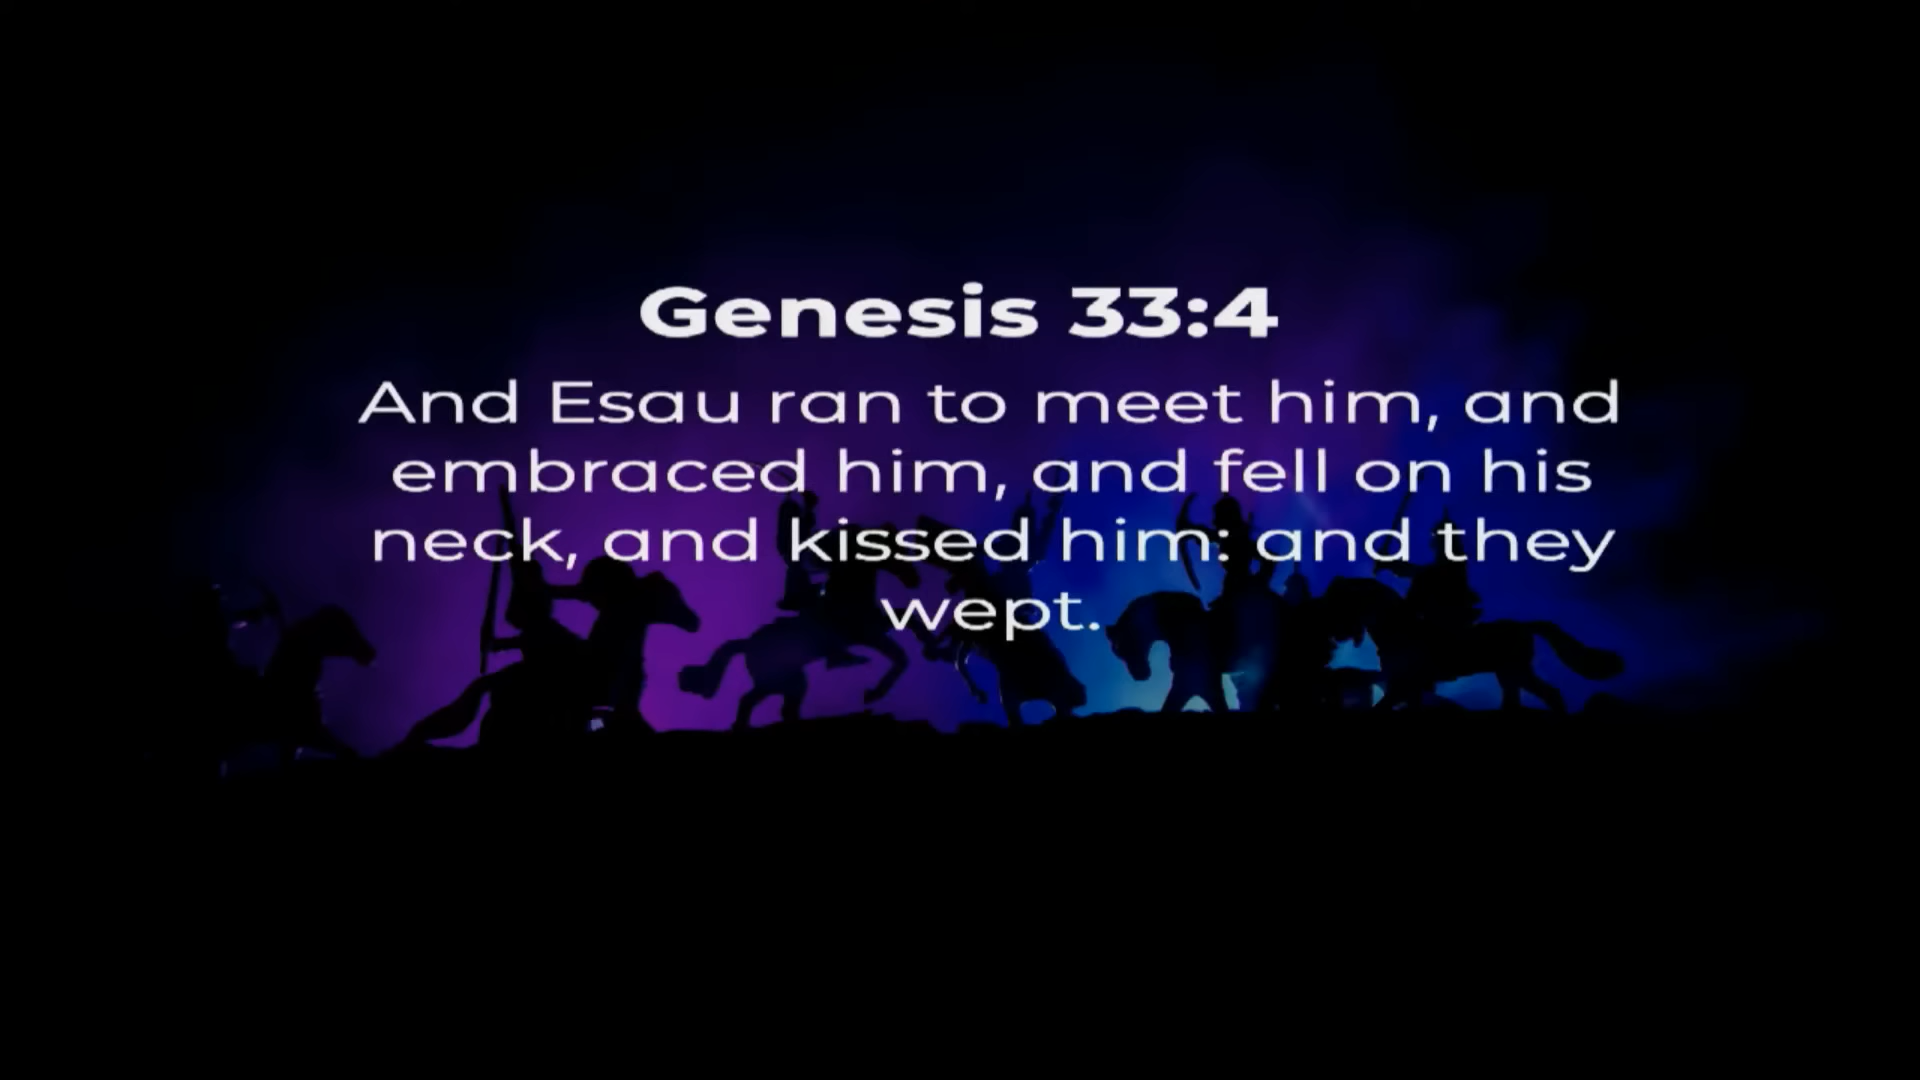 Genesis 33:4
And Esau ran to meet him, and
embraced him, and fell on his
neck, and kissed him: and they
wept.